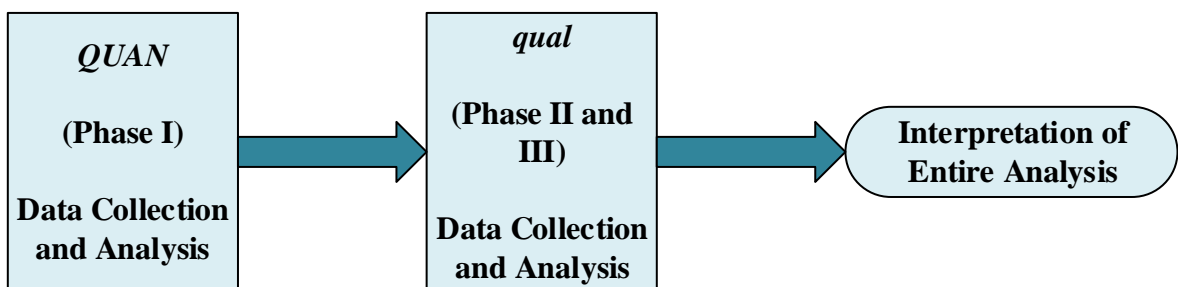 QUAN
(Phase I)
Data Collection
and Analysis
qual
(Phase II and
III)
Data Collection
and Analysis
Interpretation of
Entire Analysis